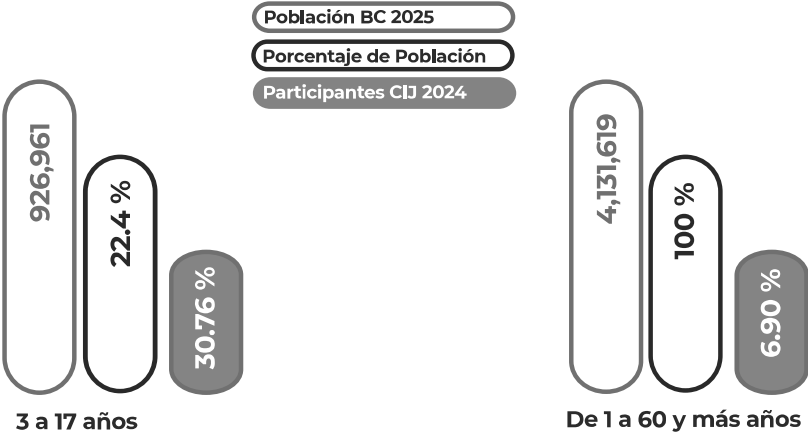 Población BC 2025
Porcentaje de Población
Participantes CIJ 2024
926,961
22.4 %
30.76 %
3 a 17 años
4,131,619
100 %
6.90 %
De 1 a 60 y más años